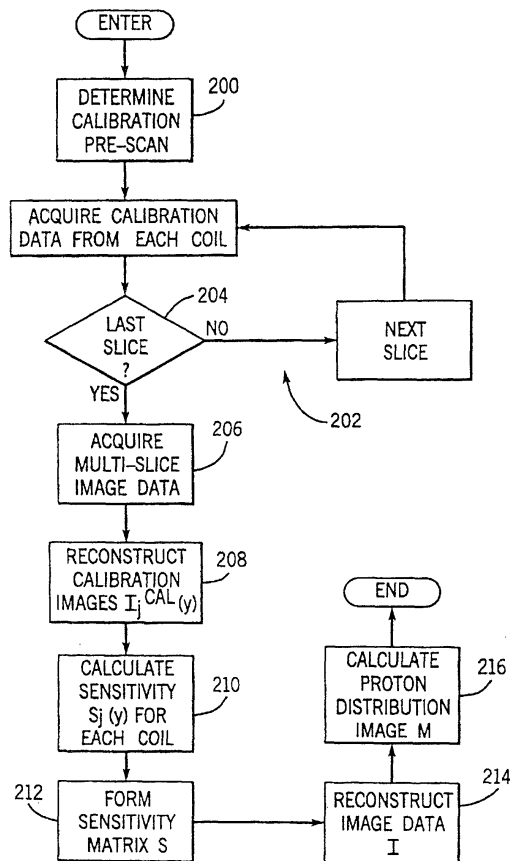 ENTER
DETERMINE
CALIBRATION
PRE-SCAN
200
ACQUIRE CALIBRATION
DATA FROM EACH COIL
204
LAST
SLICE
?
NO
YES
NEXT
SLICE
202
ACQUIRE
MULTI-SLICE
IMAGE DATA
206
RECONSTRUCT
CALIBRATION
IMAGES I_j^CAL(y)
208
CALCULATE
SENSITIVITY
Sj(y) FOR
EACH COIL
210
212
FORM
SENSITIVITY
MATRIX S
RECONSTRUCT
IMAGE DATA
I
214
CALCULATE
PROTON
DISTRIBUTION
IMAGE M
216
END